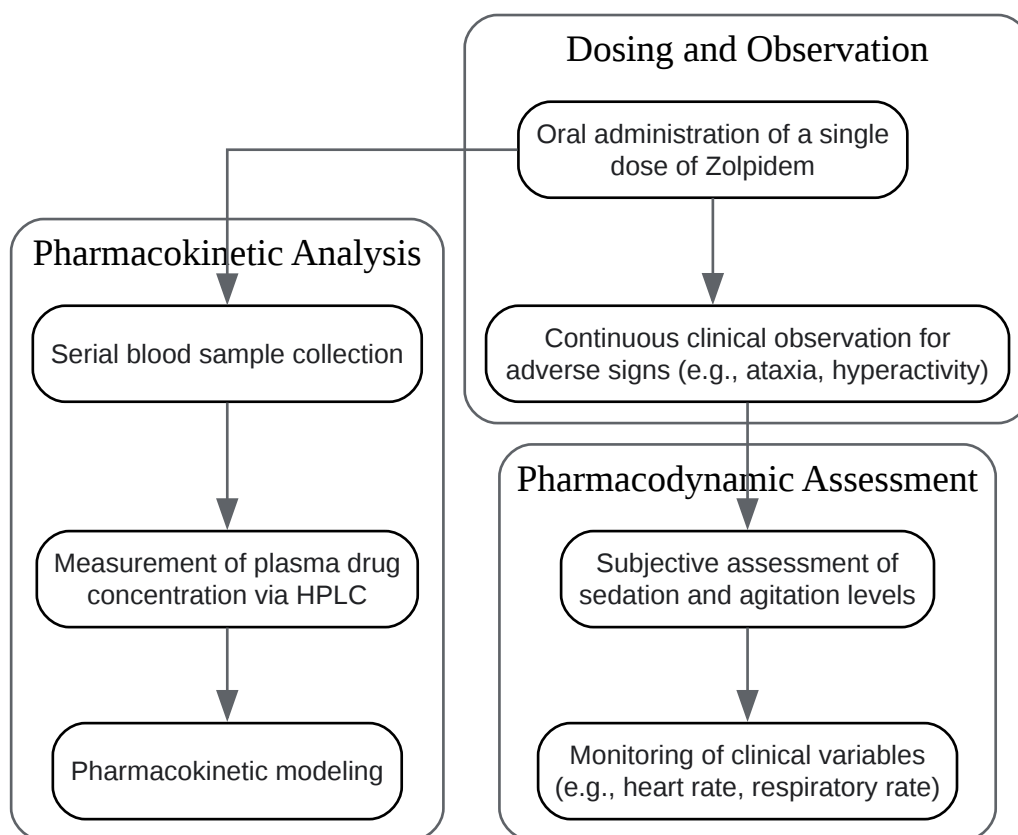 Dosing and Observation
Oral administration of a single
dose of Zolpidem
Continuous clinical observation for
adverse signs (e.g., ataxia, hyperactivity)
Pharmacokinetic Analysis
Serial blood sample collection
Measurement of plasma drug
concentration via HPLC
Pharmacokinetic modeling
Pharmacodynamic Assessment
Subjective assessment of
sedation and agitation levels
Monitoring of clinical variables
(e.g., heart rate, respiratory rate)